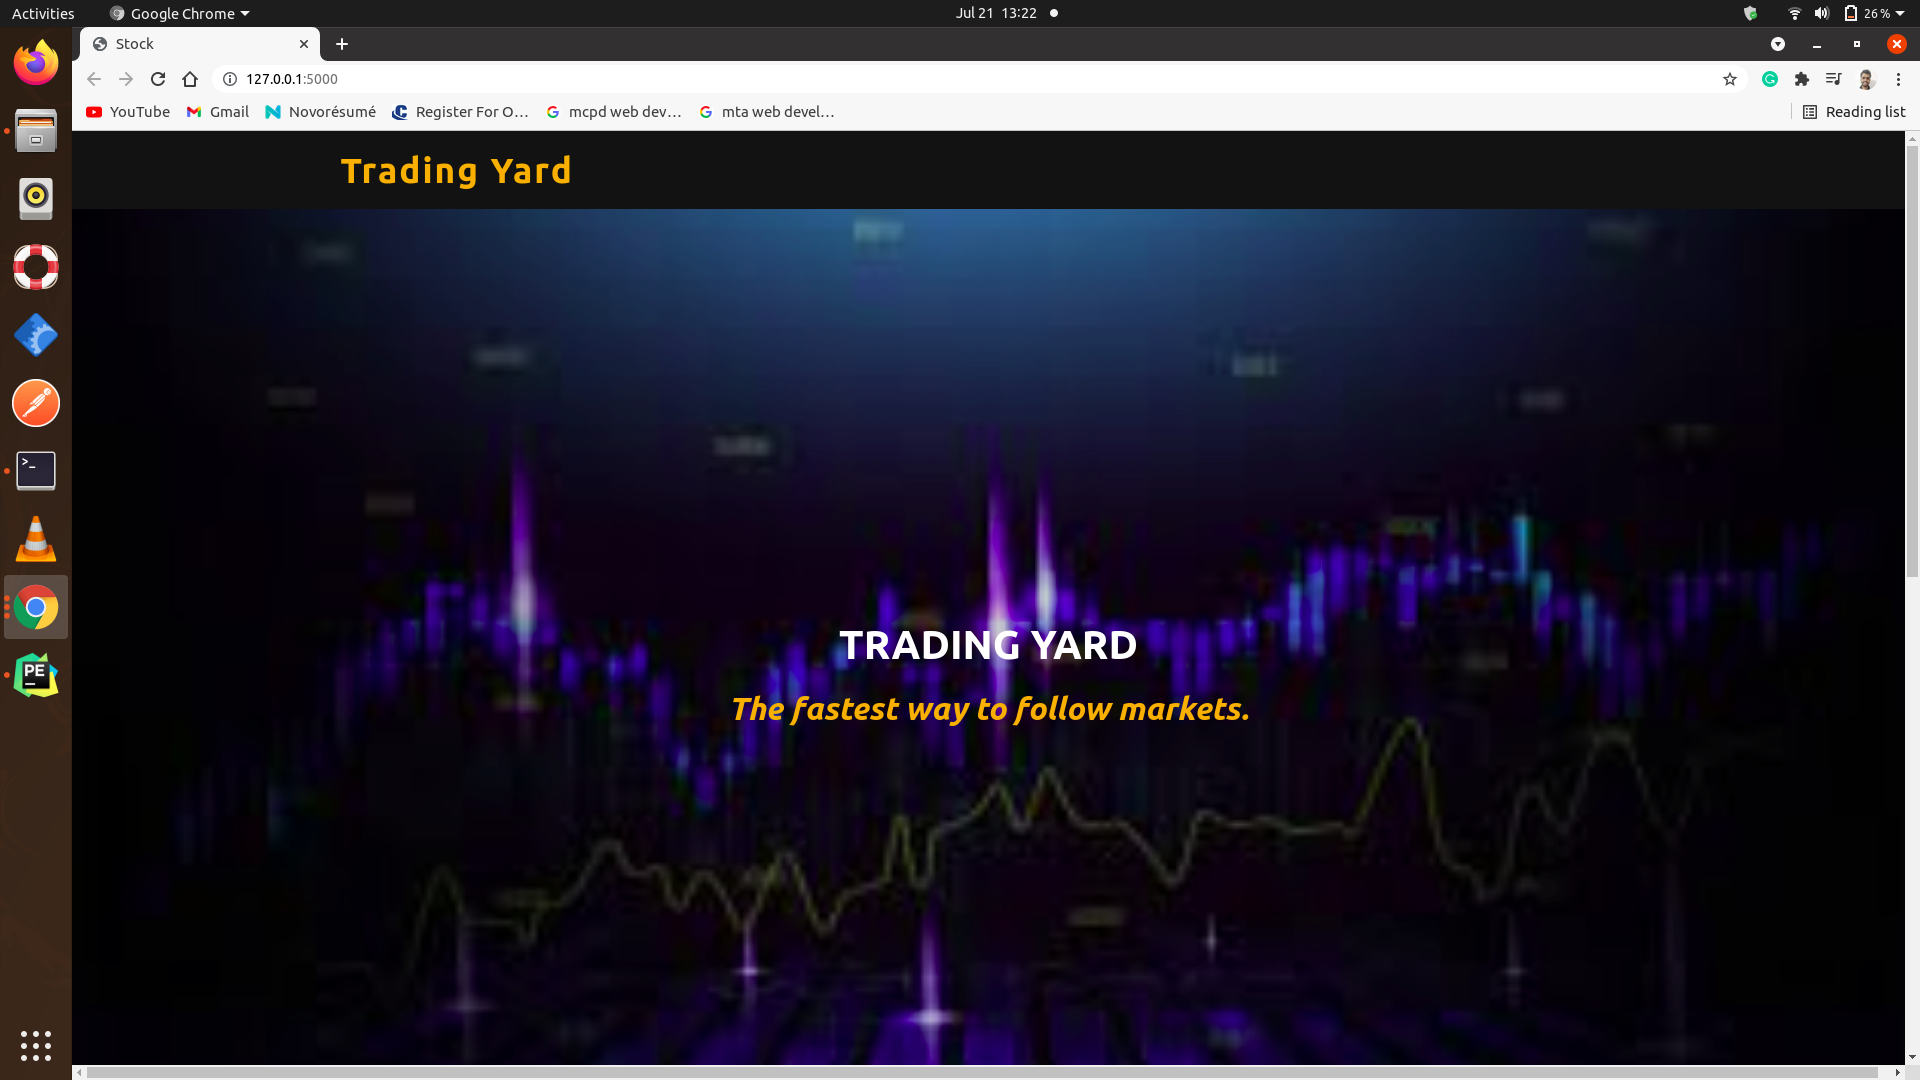 Activities
Google Chrome
Jul 21 13:22
26 %
Stock
127.0.0.1:5000
YouTube
Gmail
Novorésumé
Register For O…
mcpd web dev…
mta web devel…
Reading list
Trading Yard
TRADING YARD
The fastest way to follow markets.